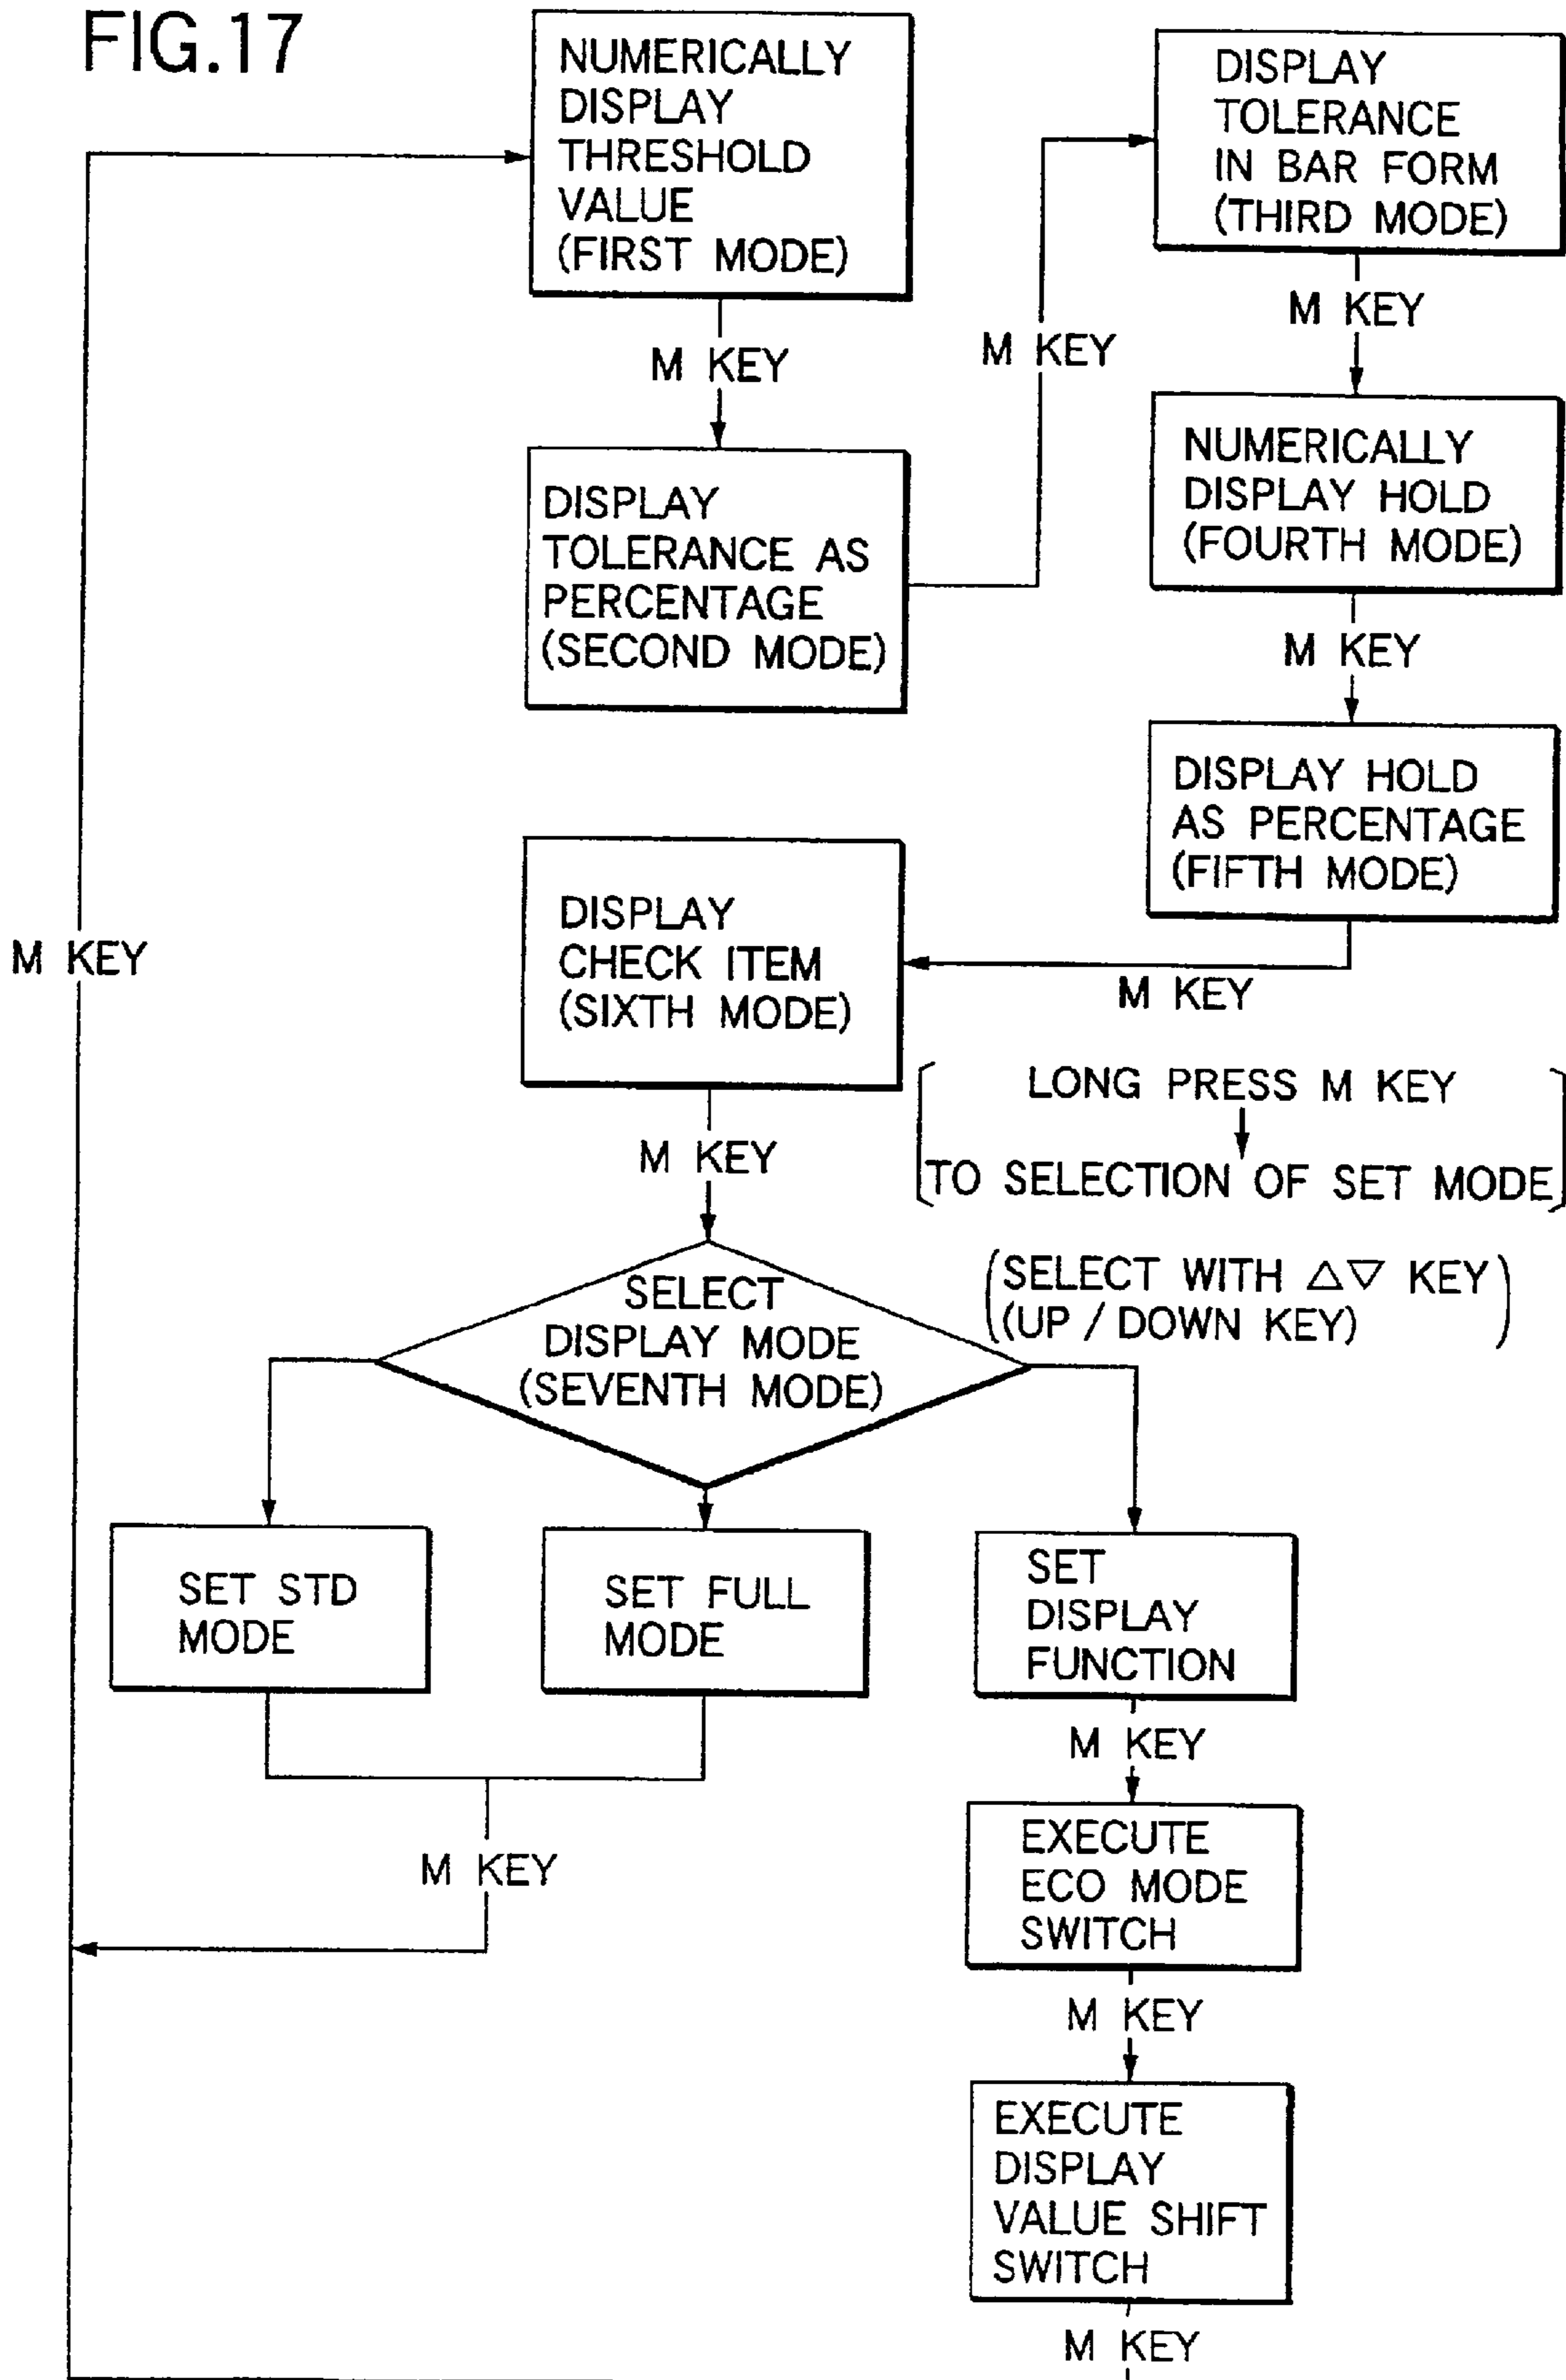 FIG.17
NUMERICALLY
DISPLAY
THRESHOLD
VALUE
(FIRST MODE)
M KEY
DISPLAY
TOLERANCE AS
PERCENTAGE
(SECOND MODE)
M KEY
DISPLAY
TOLERANCE
IN BAR FORM
(THIRD MODE)
M KEY
NUMERICALLY
DISPLAY HOLD
(FOURTH MODE)
M KEY
DISPLAY HOLD
AS PERCENTAGE
(FIFTH MODE)
M KEY
DISPLAY
CHECK ITEM
(SIXTH MODE)
M KEY
LONG PRESS M KEY
TO SELECTION OF SET MODE
M KEY
SELECT
DISPLAY MODE
(SEVENTH MODE)
(SELECT WITH △▽ KEY
(UP / DOWN KEY))
SET STD
MODE
SET FULL
MODE
SET
DISPLAY
FUNCTION
M KEY
M KEY
EXECUTE
ECO MODE
SWITCH
M KEY
EXECUTE
DISPLAY
VALUE SHIFT
SWITCH
M KEY